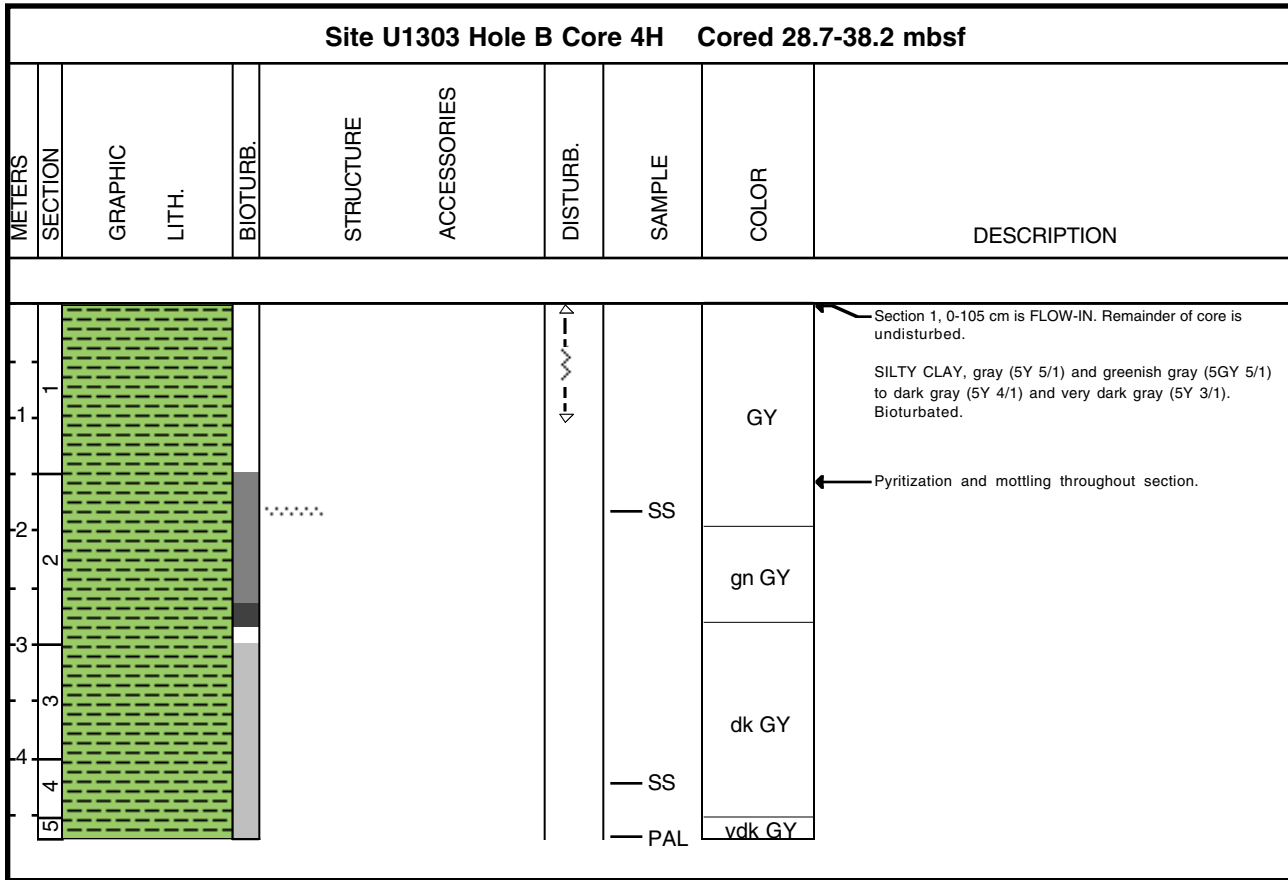 Site U1303 Hole B Core 4H Cored 28.7-38.2 mbsf
METERS
SECTION
GRAPHIC
LITH.
BIOTURB.
STRUCTURE
ACCESSORIES
DISTURB.
SAMPLE
COLOR
DESCRIPTION
Section 1, 0-105 cm is FLOW-IN. Remainder of core is
undisturbed.
SILTY CLAY, gray (5Y 5/1) and greenish gray (5GY 5/1)
to dark gray (5Y 4/1) and very dark gray (5Y 3/1).
Bioturbated.
1
1
GY
Pyritization and mottling throughout section.
SS
2
2
gn GY
3
3
dk GY
4
4
SS
5
vdk GY
PAL